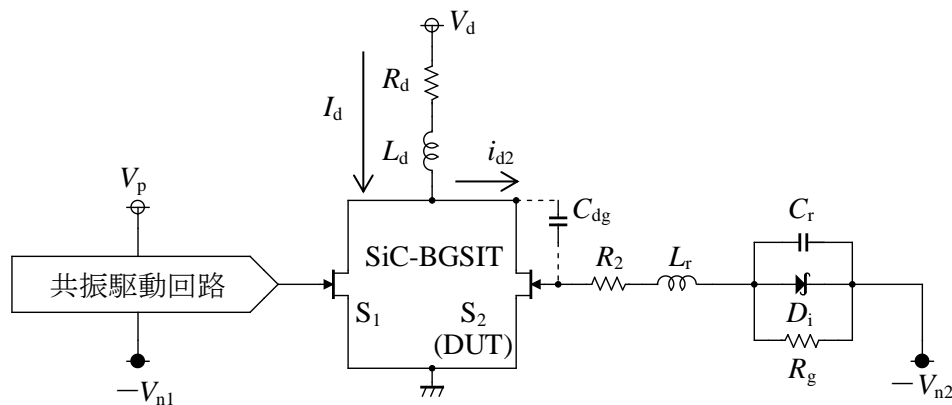 V_d
R_d
I_d
L_d
i_d2
V_p
C_dg
C_r
共振駆動回路
SiC-BGSIT
R_2
L_r
S_1
S_2
(DUT)
D_i
R_g
－V_n1
－V_n2